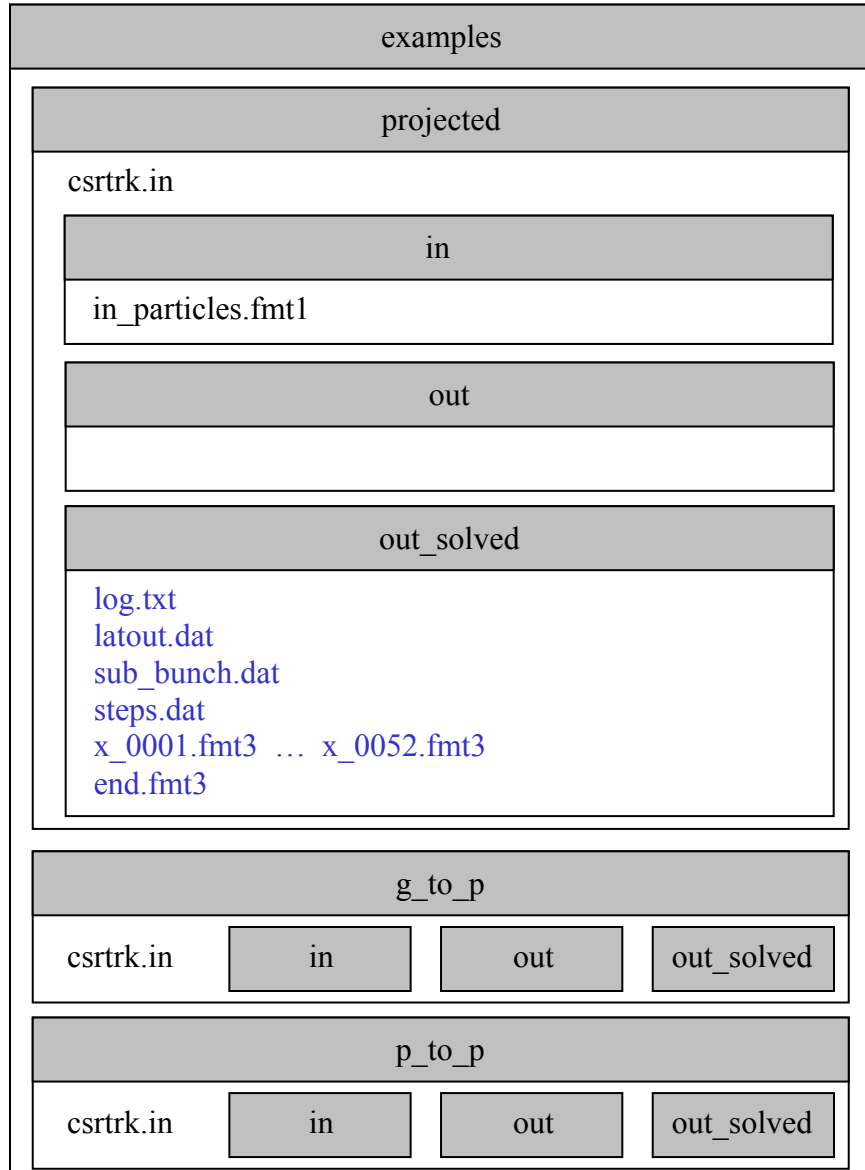 examples
projected
csrtrk.in
in
in_particles.fmt1
out
out_solved
log.txt
latout.dat
sub_bunch.dat
steps.dat
x_0001.fmt3 … x_0052.fmt3
end.fmt3
g_to_p
csrtrk.in in out out_solved
p_to_p
csrtrk.in in out out_solved